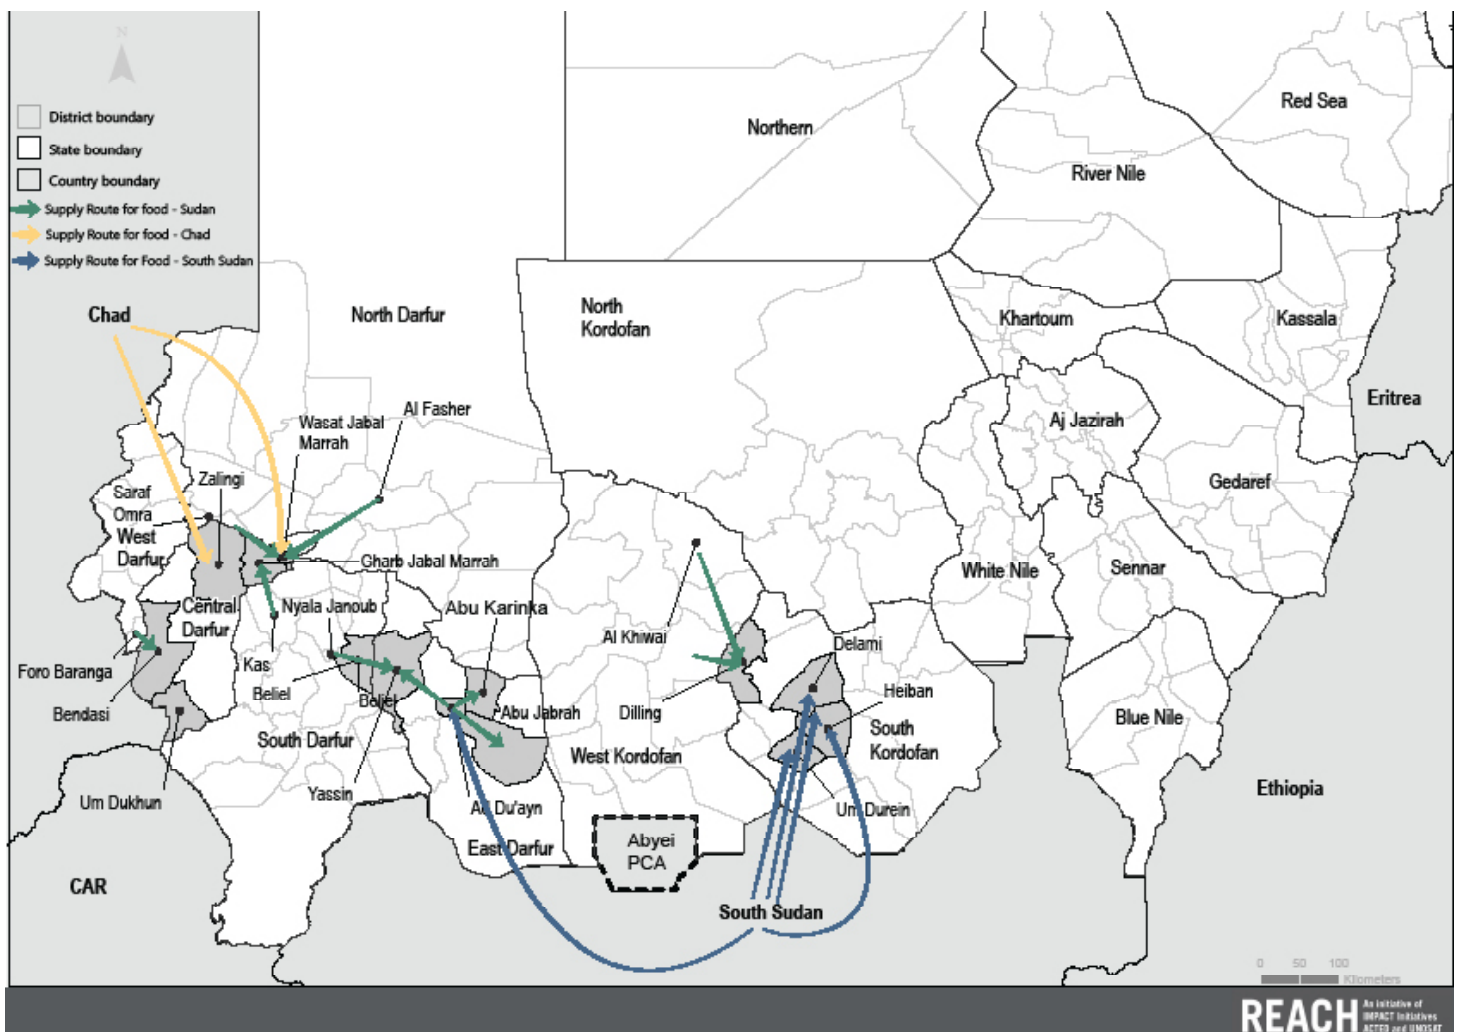 N
District boundary
State boundary
Country boundary
Supply Route for food - Sudan
Supply Route for food - Chad
Supply Route for Food - South Sudan
Northern
Red Sea
River Nile
Chad
North Darfur
North
Kordofan
Khartoum
Kassala
Eritrea
Wasat Jabal
Marrah
Al Fasher
Aj Jazirah
Zalingi
Saraf
Omra
West
Darfur
Gedaref
Gharb Jabal Marrah
White Nile
Sennar
Central
Darfur
Nyala Janoub
Abu Karinka
Al Khiwai
Delami
Foro Baranga
Kas
Beliel
Beliel
Heiban
Bendasi
Abu Jabrah
Dilling
South
Kordofan
Blue Nile
South Darfur
West Kordofan
Um Dukhun
Yassin
Ad Du'ayn
Um Durein
Ethiopia
East Darfur
Abyei
PCA
CAR
South Sudan
0 50 100
Kilometers
REACH
An initiative of
IMPACT Initiatives
ACTED and UNOSAT